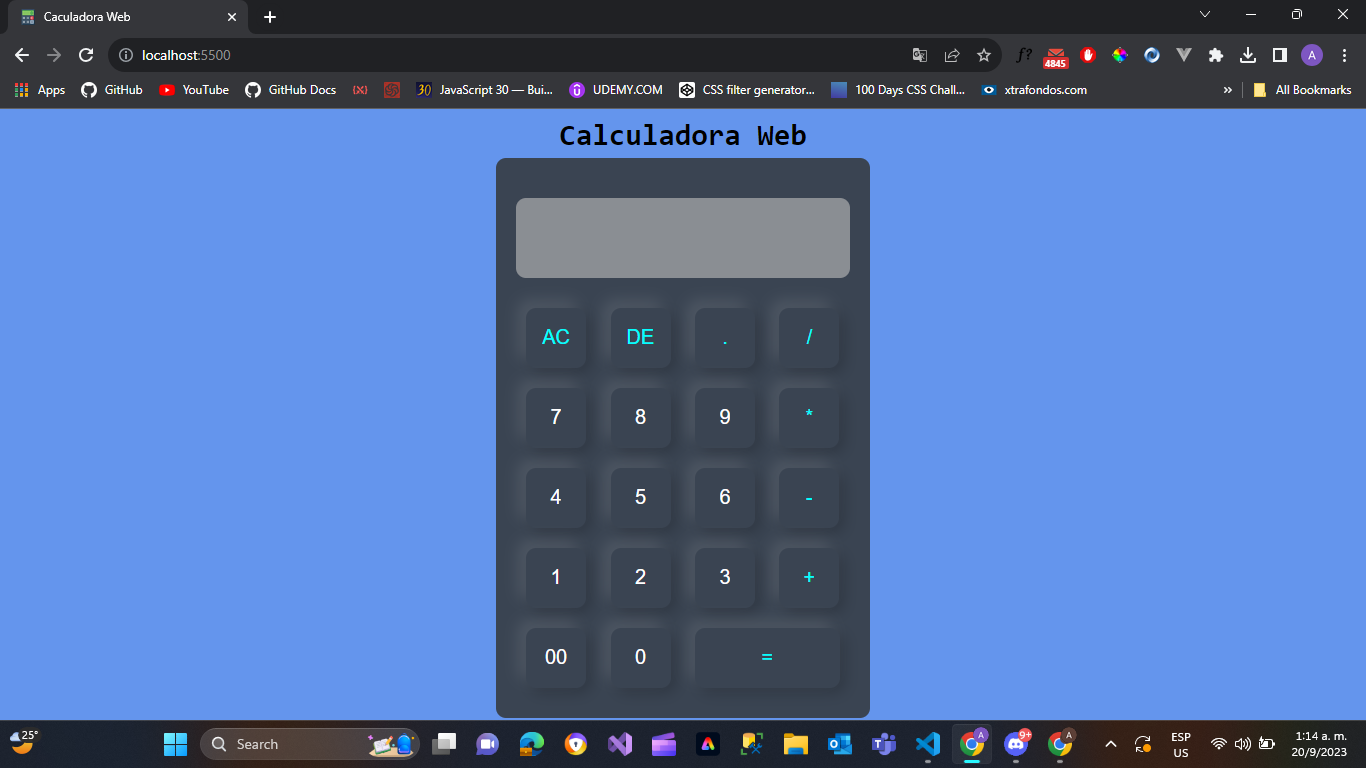 Caculadora Web
localhost:5500
f?
4845
A
Apps
GitHub
YouTube
GitHub Docs
30
JavaScript 30 — Bui...
UDEMY.COM
CSS filter generator...
100 Days CSS Chall...
xtrafondos.com
»
All Bookmarks
Calculadora Web
AC DE . /
7 8 9 *
4 5 6 -
1 2 3 +
00 0 =
25°
Search
A
9+
A
ESP
US
1:14 a. m.
20/9/2023